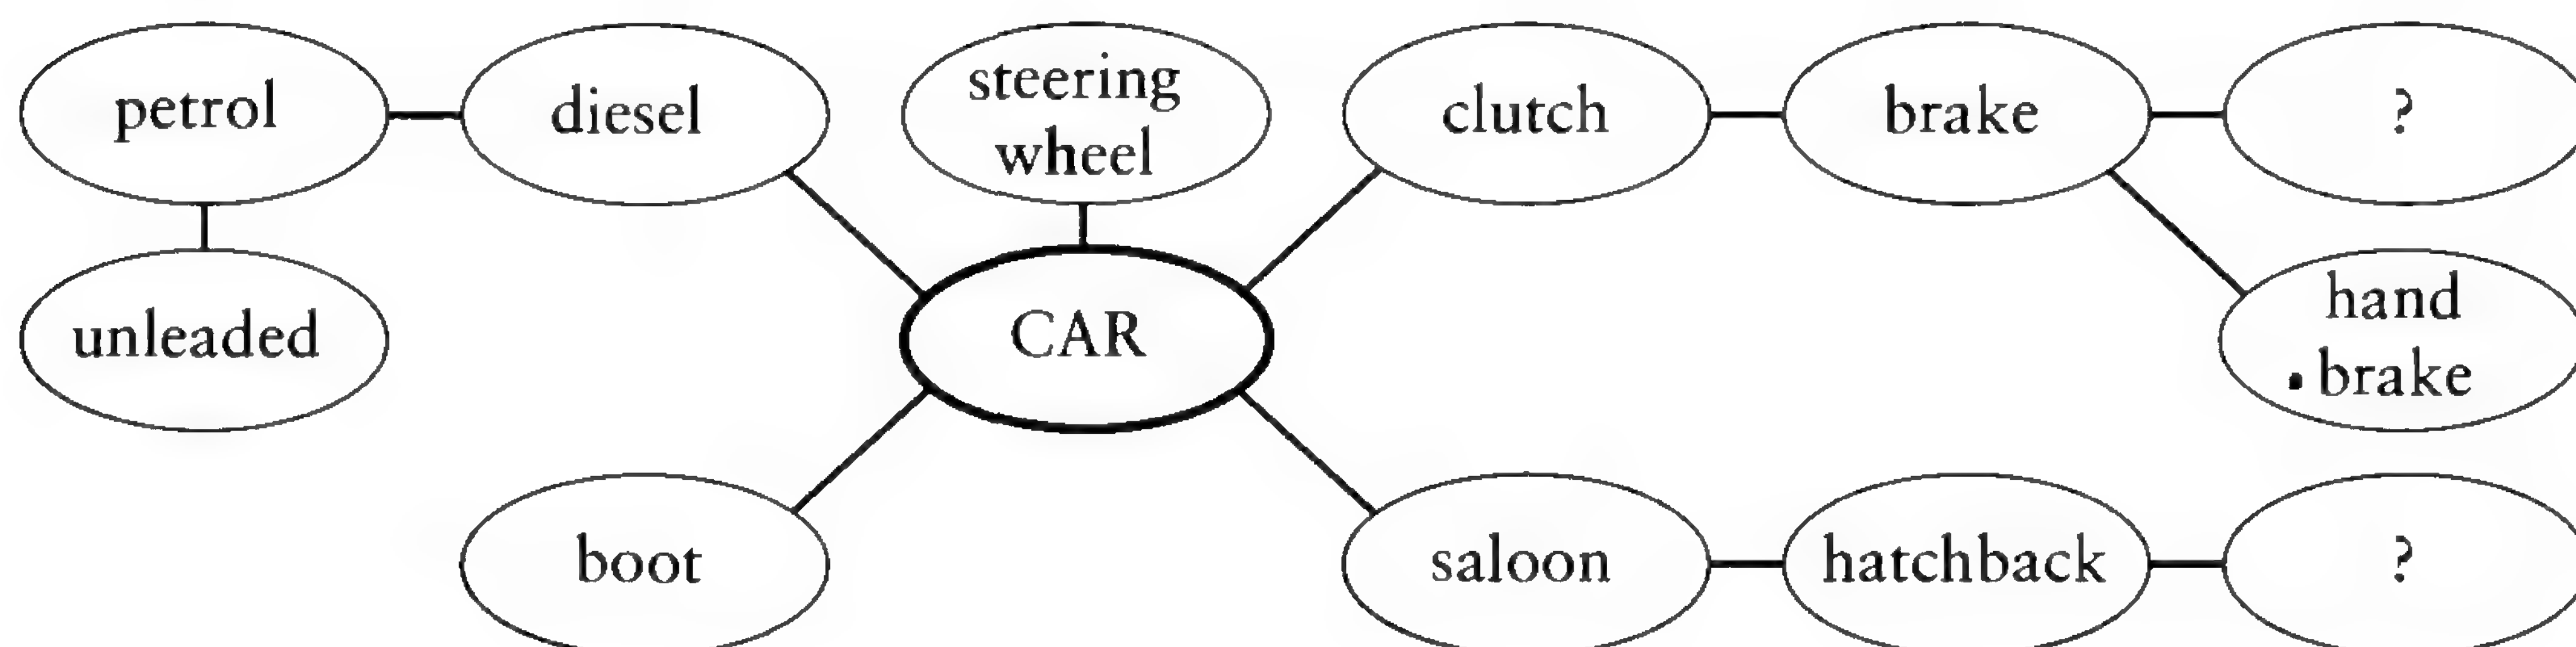 petrol
diesel
steering
wheel
clutch
brake
?
unleaded
CAR
hand
brake
boot
saloon
hatchback
?